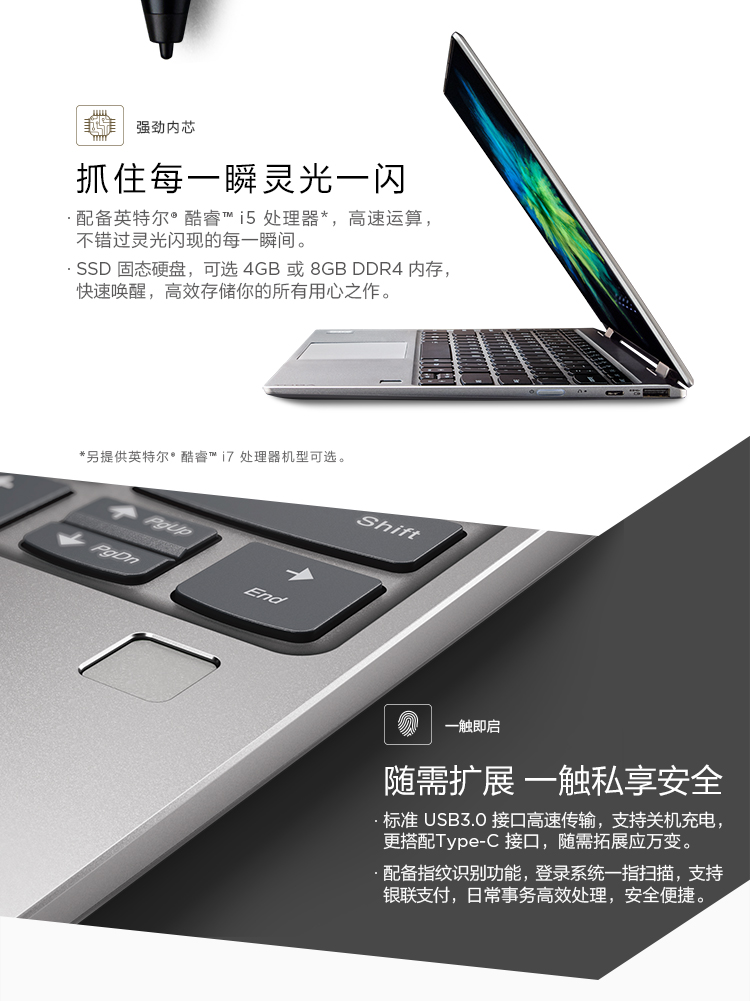 强劲内芯
抓住每一瞬灵光一闪
· 配备英特尔® 酷睿™ i5 处理器*，高速运算，
不错过灵光闪现的每一瞬间。
· SSD 固态硬盘，可选 4GB 或 8GB DDR4 内存，
快速唤醒，高效存储你的所有用心之作。
*另提供英特尔® 酷睿™ i7 处理器机型可选。
Shift
PgUp
PgDn
End
一触即启
随需扩展 一触私享安全
· 标准 USB3.0 接口高速传输，支持关机充电，
更搭配Type-C 接口，随需拓展应万变。
· 配备指纹识别功能，登录系统一指扫描，支持
银联支付，日常事务高效处理，安全便捷。